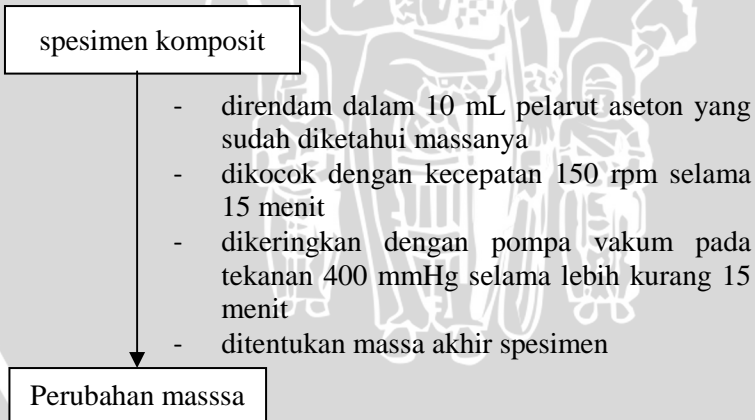 spesimen komposit
- direndam dalam 10 mL pelarut aseton yang
sudah diketahui massanya
- dikocok dengan kecepatan 150 rpm selama
15 menit
- dikeringkan dengan pompa vakum pada
tekanan 400 mmHg selama lebih kurang 15
menit
- ditentukan massa akhir spesimen
Perubahan masssa